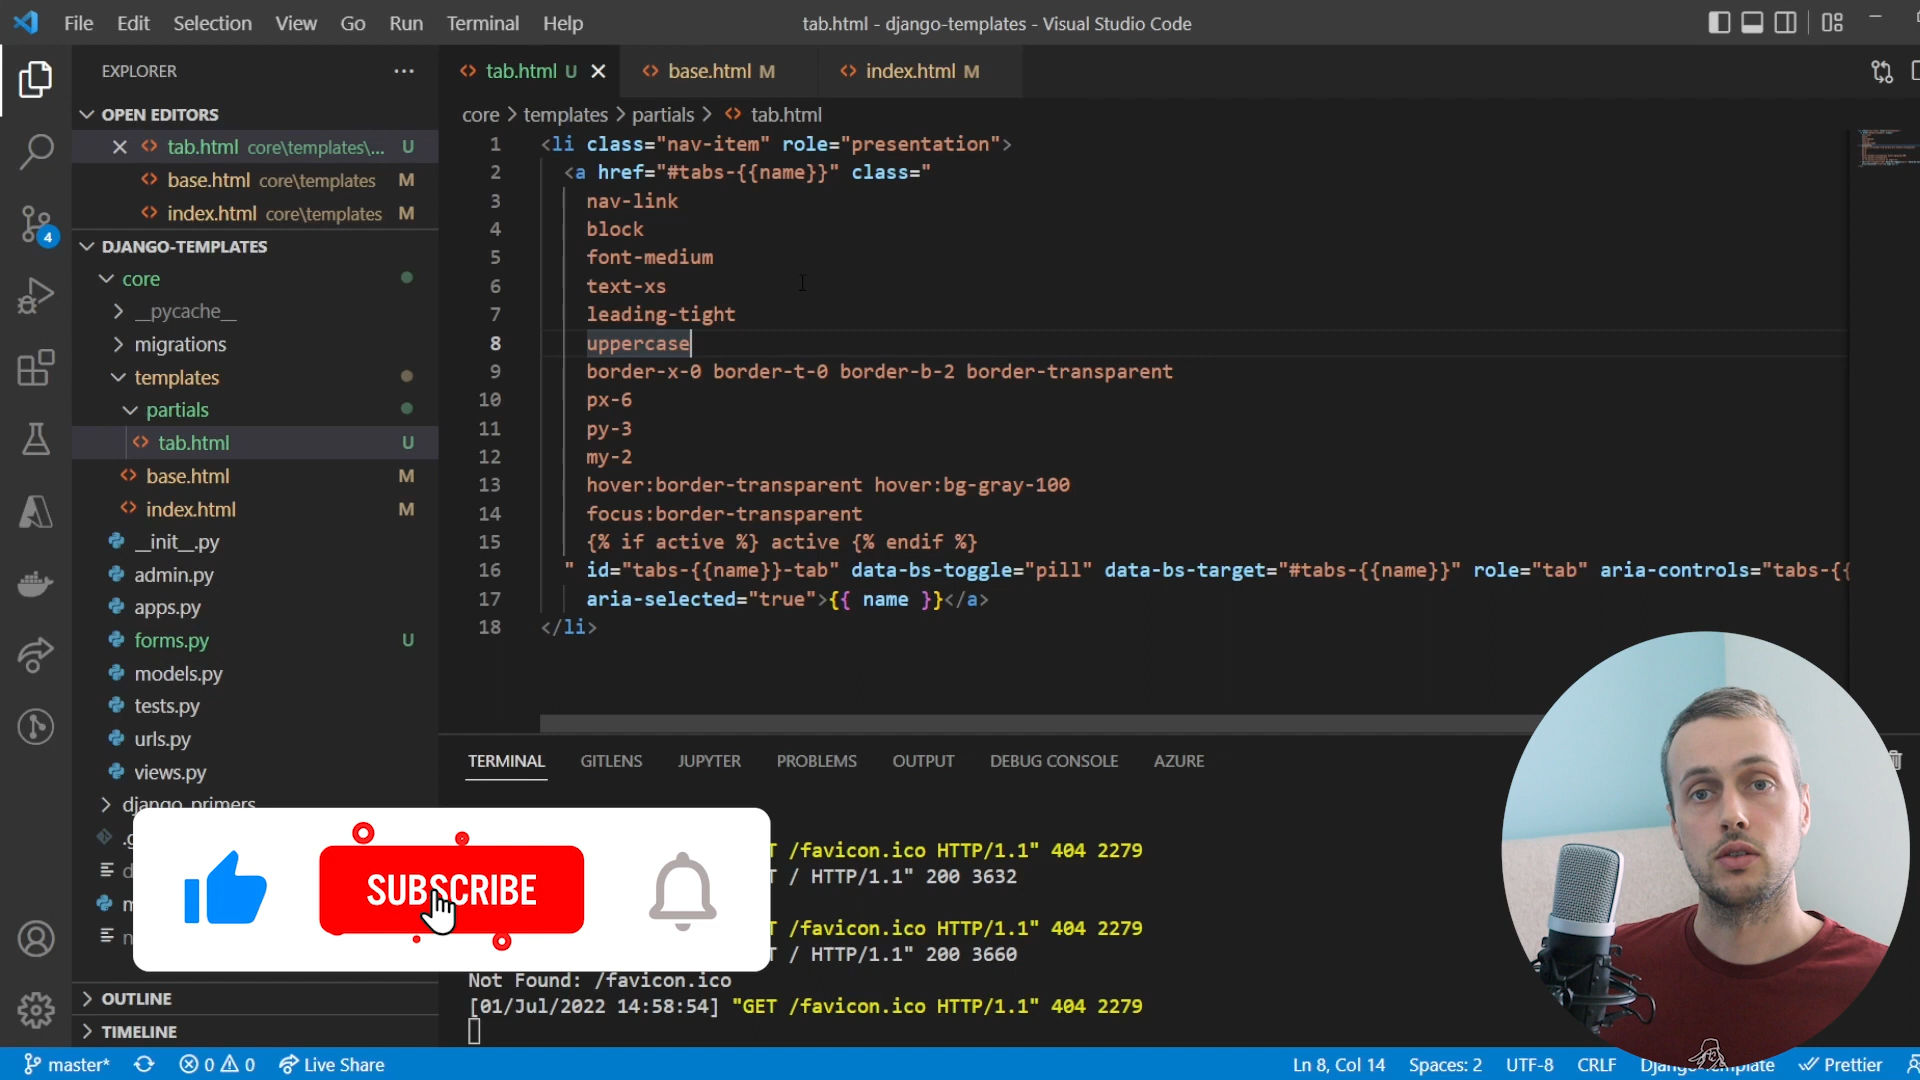 File Edit Selection View Go Run Terminal Help
tab.html - django-templates - Visual Studio Code
EXPLORER
OPEN EDITORS
tab.html core\templates\... U
base.html core\templates M
index.html core\templates M
4
DJANGO-TEMPLATES
core
__pycache__
migrations
templates
partials
tab.html U
base.html M
index.html M
__init__.py
admin.py
apps.py
forms.py U
models.py
tests.py
urls.py
views.py
django_primers
OUTLINE
TIMELINE
tab.html U
base.html M
index.html M
core > templates > partials > tab.html
1 <li class="nav-item" role="presentation">
2 <a href="#tabs-{{name}}" class="
3 nav-link
4 block
5 font-medium
6 text-xs
7 leading-tight
8 uppercase
9 border-x-0 border-t-0 border-b-2 border-transparent
10 px-6
11 py-3
12 my-2
13 hover:border-transparent hover:bg-gray-100
14 focus:border-transparent
15 {% if active %} active {% endif %}
16 " id="tabs-{{name}}-tab" data-bs-toggle="pill" data-bs-target="#tabs-{{name}}" role="tab" aria-controls="tabs-{{
17 aria-selected="true">{{ name }}</a>
18 </li>
TERMINAL GITLENS JUPYTER PROBLEMS OUTPUT DEBUG CONSOLE AZURE
T /favicon.ico HTTP/1.1" 404 2279
T / HTTP/1.1" 200 3632
T /favicon.ico HTTP/1.1" 404 2279
T / HTTP/1.1" 200 3660
Not Found: /favicon.ico
[01/Jul/2022 14:58:54] "GET /favicon.ico HTTP/1.1" 404 2279
SUBSCRIBE
master* 0 0 Live Share
Ln 8, Col 14 Spaces: 2 UTF-8 CRLF Django Template Prettier